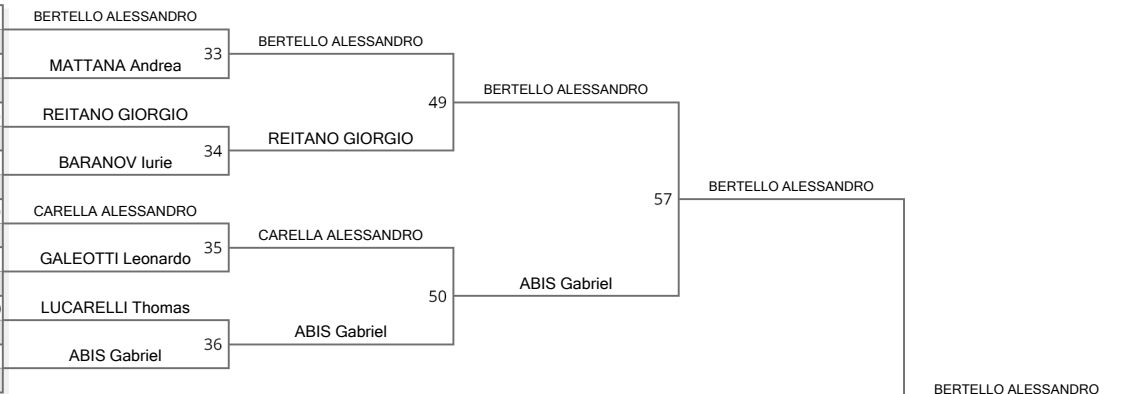 BERTELLO ALESSANDRO
33
BERTELLO ALESSANDRO
MATTANA Andrea
49
BERTELLO ALESSANDRO
REITANO GIORGIO
34
REITANO GIORGIO
BARANOV Iurie
57
BERTELLO ALESSANDRO
CARELLA ALESSANDRO
35
CARELLA ALESSANDRO
GALEOTTI Leonardo
50
ABIS Gabriel
LUCARELLI Thomas
36
ABIS Gabriel
ABIS Gabriel
BERTELLO ALESSANDRO